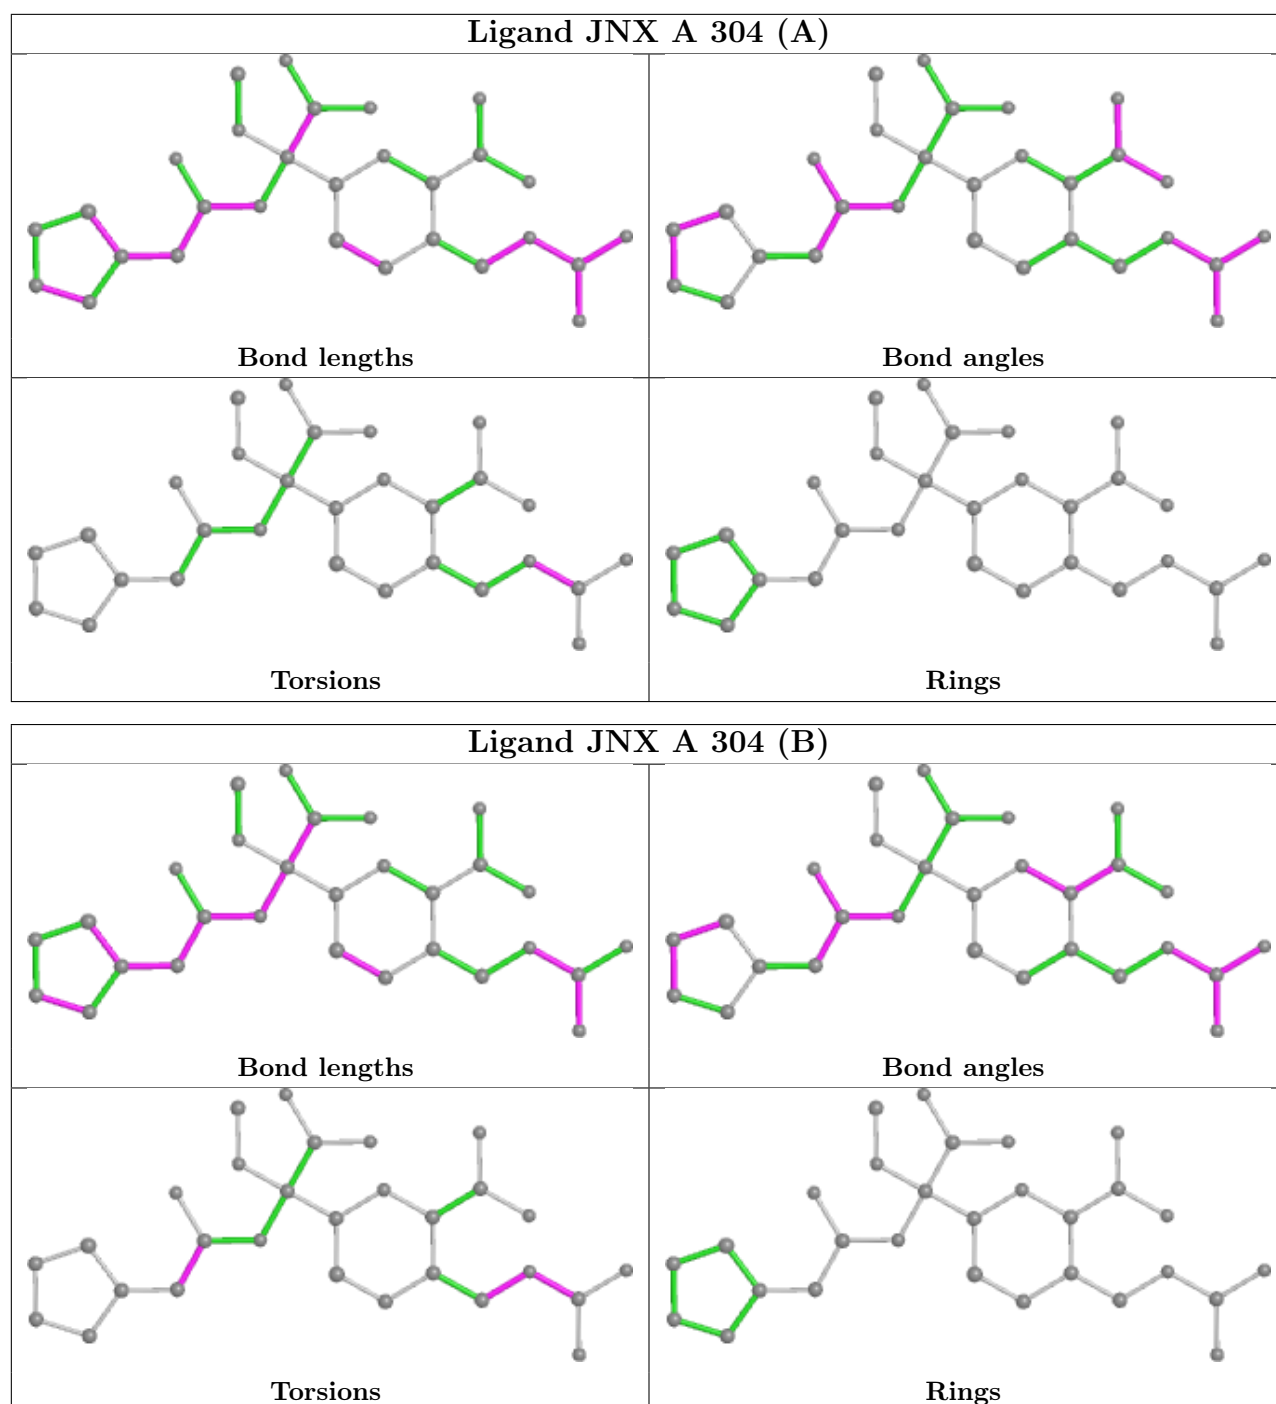 Ligand JNX A 304 (A)
Bond lengths
Bond angles
Torsions
Rings
Ligand JNX A 304 (B)
Bond lengths
Bond angles
Torsions
Rings